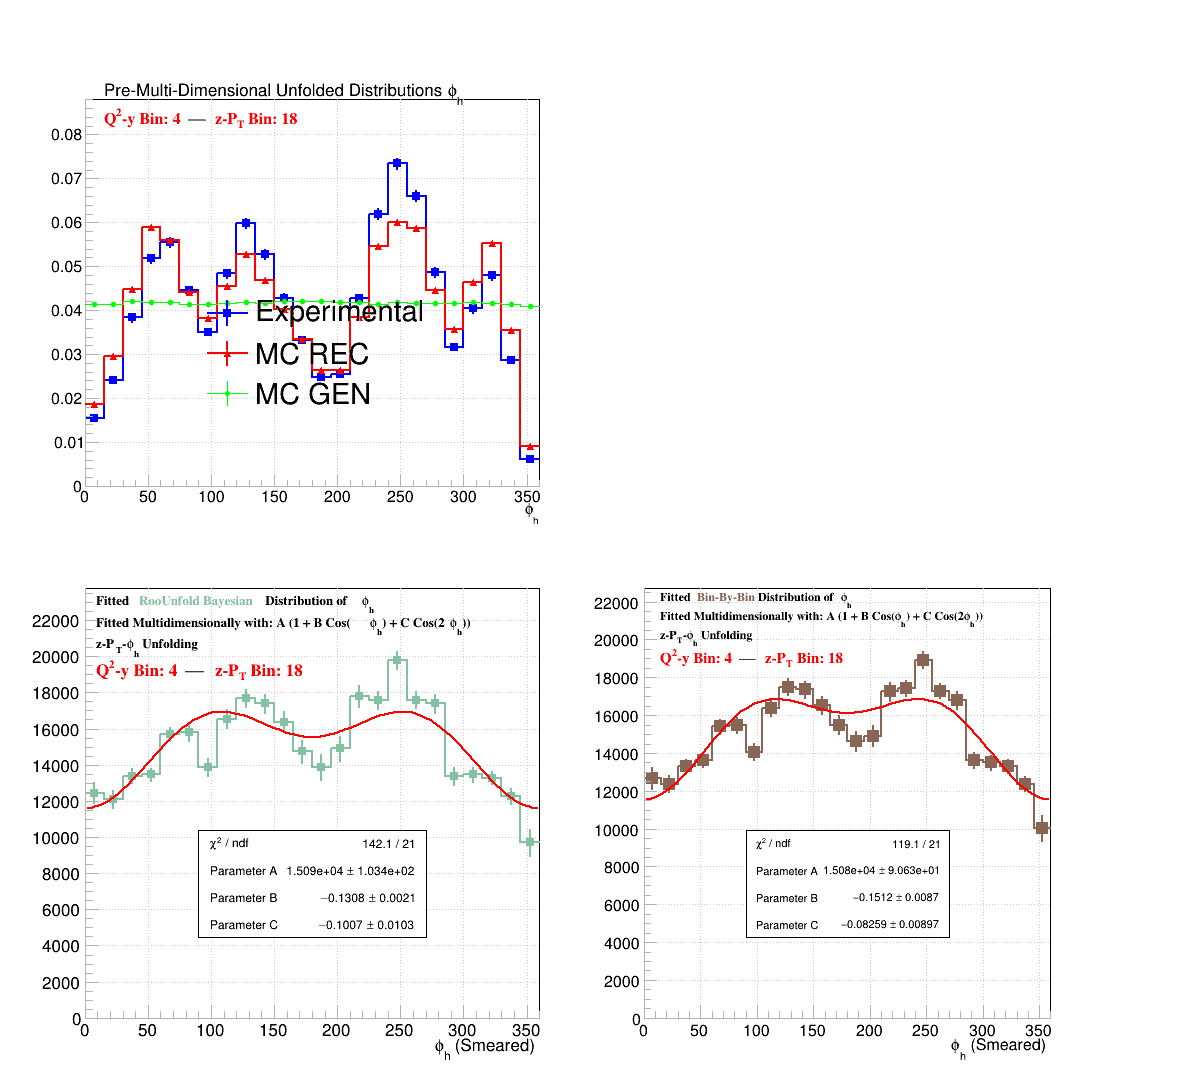 Pre-Multi-Dimensional Unfolded Distributions ϕh
Q2-y Bin: 4 — z-PT Bin: 18
0.08
0.07
0.06
0.05
0.04
0.03
0.02
0.01
0
Experimental
MC REC
MC GEN
0 50 100 150 200 250 300 350
ϕh
Fitted RooUnfold Bayesian Distribution of ϕh
Fitted Multidimensionally with: A (1 + B Cos( ϕh) + C Cos(2 ϕh))
z-PT-ϕh Unfolding
Q2-y Bin: 4 — z-PT Bin: 18
22000
20000
18000
16000
14000
12000
10000
8000
6000
4000
2000
0
χ2 / ndf 142.1 / 21
Parameter A 1.509e+04 ± 1.034e+02
Parameter B −0.1308 ± 0.0021
Parameter C −0.1007 ± 0.0103
0 50 100 150 200 250 300 350
ϕh (Smeared)
Fitted Bin-By-Bin Distribution of ϕh
Fitted Multidimensionally with: A (1 + B Cos(ϕh) + C Cos(2ϕh))
z-PT-ϕh Unfolding
Q2-y Bin: 4 — z-PT Bin: 18
22000
20000
18000
16000
14000
12000
10000
8000
6000
4000
2000
0
χ2 / ndf 119.1 / 21
Parameter A 1.508e+04 ± 9.063e+01
Parameter B −0.1512 ± 0.0087
Parameter C −0.08259 ± 0.00897
0 50 100 150 200 250 300 350
ϕh (Smeared)